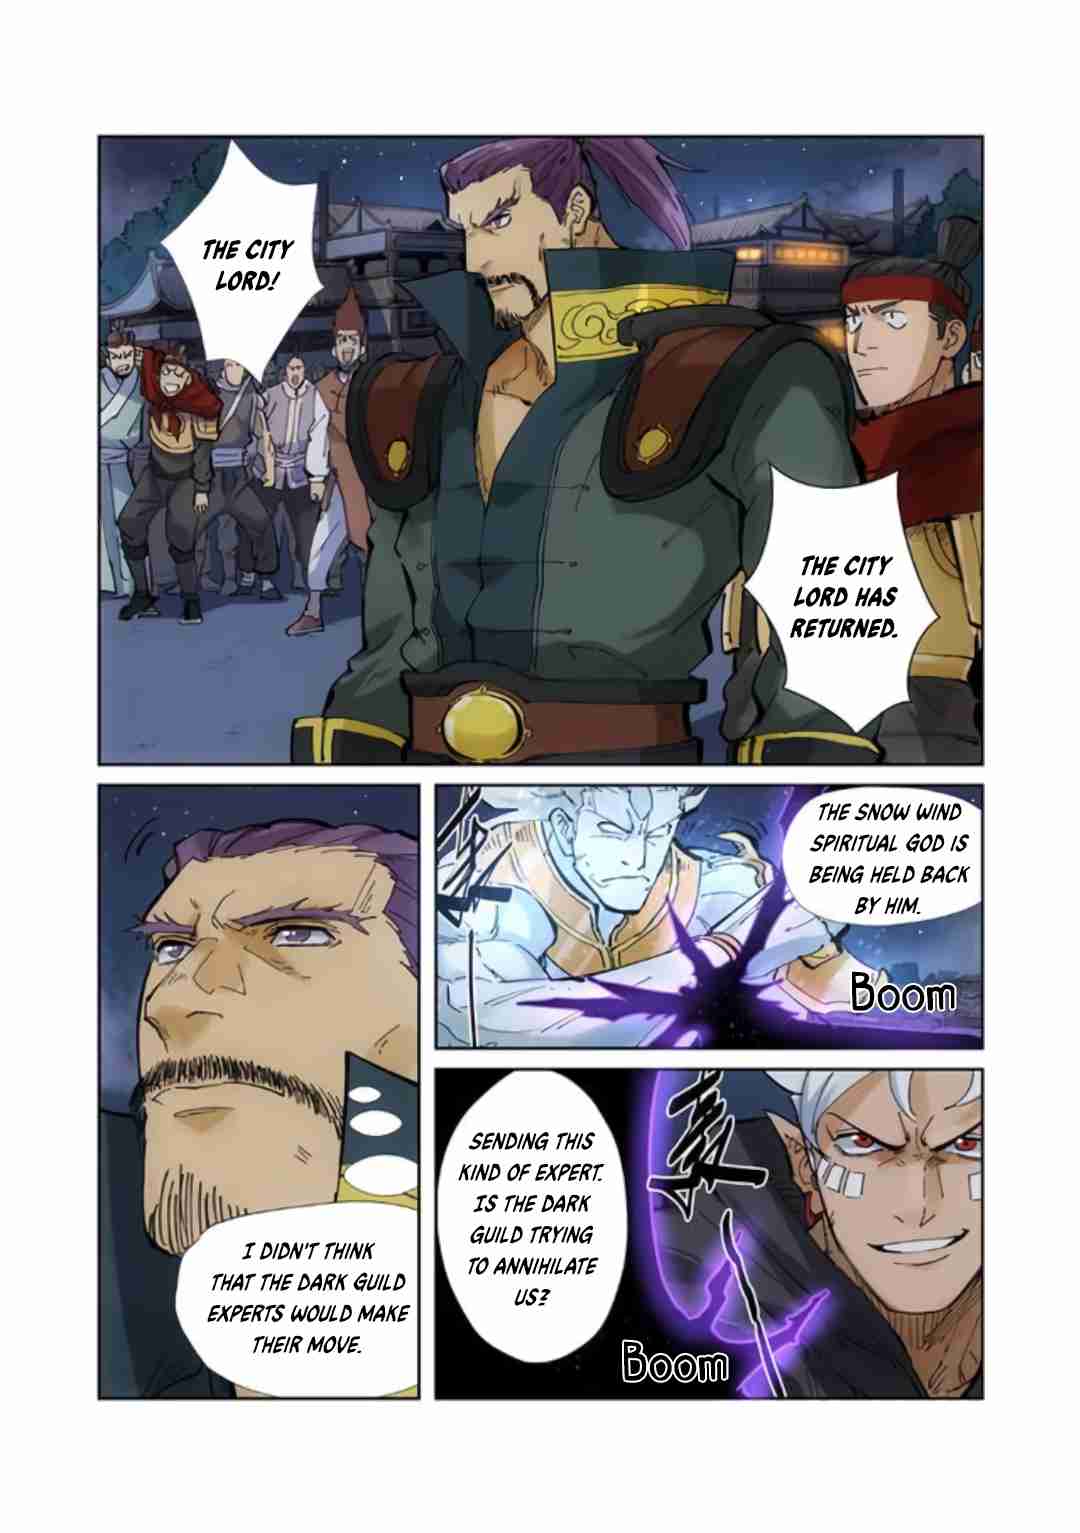 THE CITY
LORD!
THE CITY
LORD HAS
RETURNED.
I DIDN'T THINK
THAT THE DARK GUILD
EXPERTS WOULD MAKE
THEIR MOVE.
THE SNOW WIND
SPIRITUAL GOD IS
BEING HELD BACK
BY HIM.
BOOM
SENDING THIS
KIND OF EXPERT.
IS THE DARK
GUILD TRYING
TO ANNIHILATE
US?
BOOM